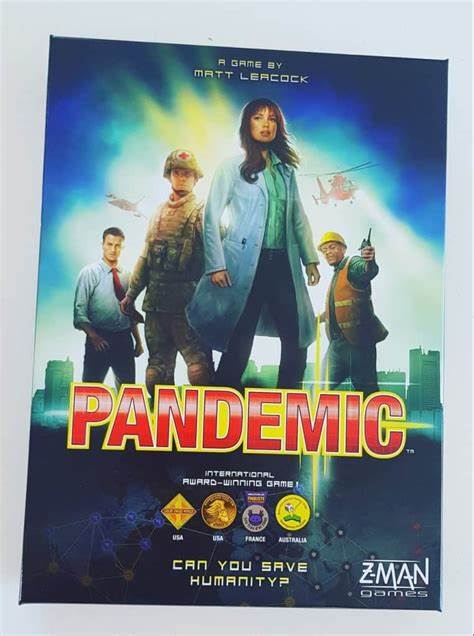 A GAME BY
MATT LEACOCK
PANDEMIC
TM
INTERNATIONAL
AWARD-WINNING GAME!
USA
USA
FRANCE
AUSTRALIA
CAN YOU SAVE
HUMANITY?
Z-MAN
games